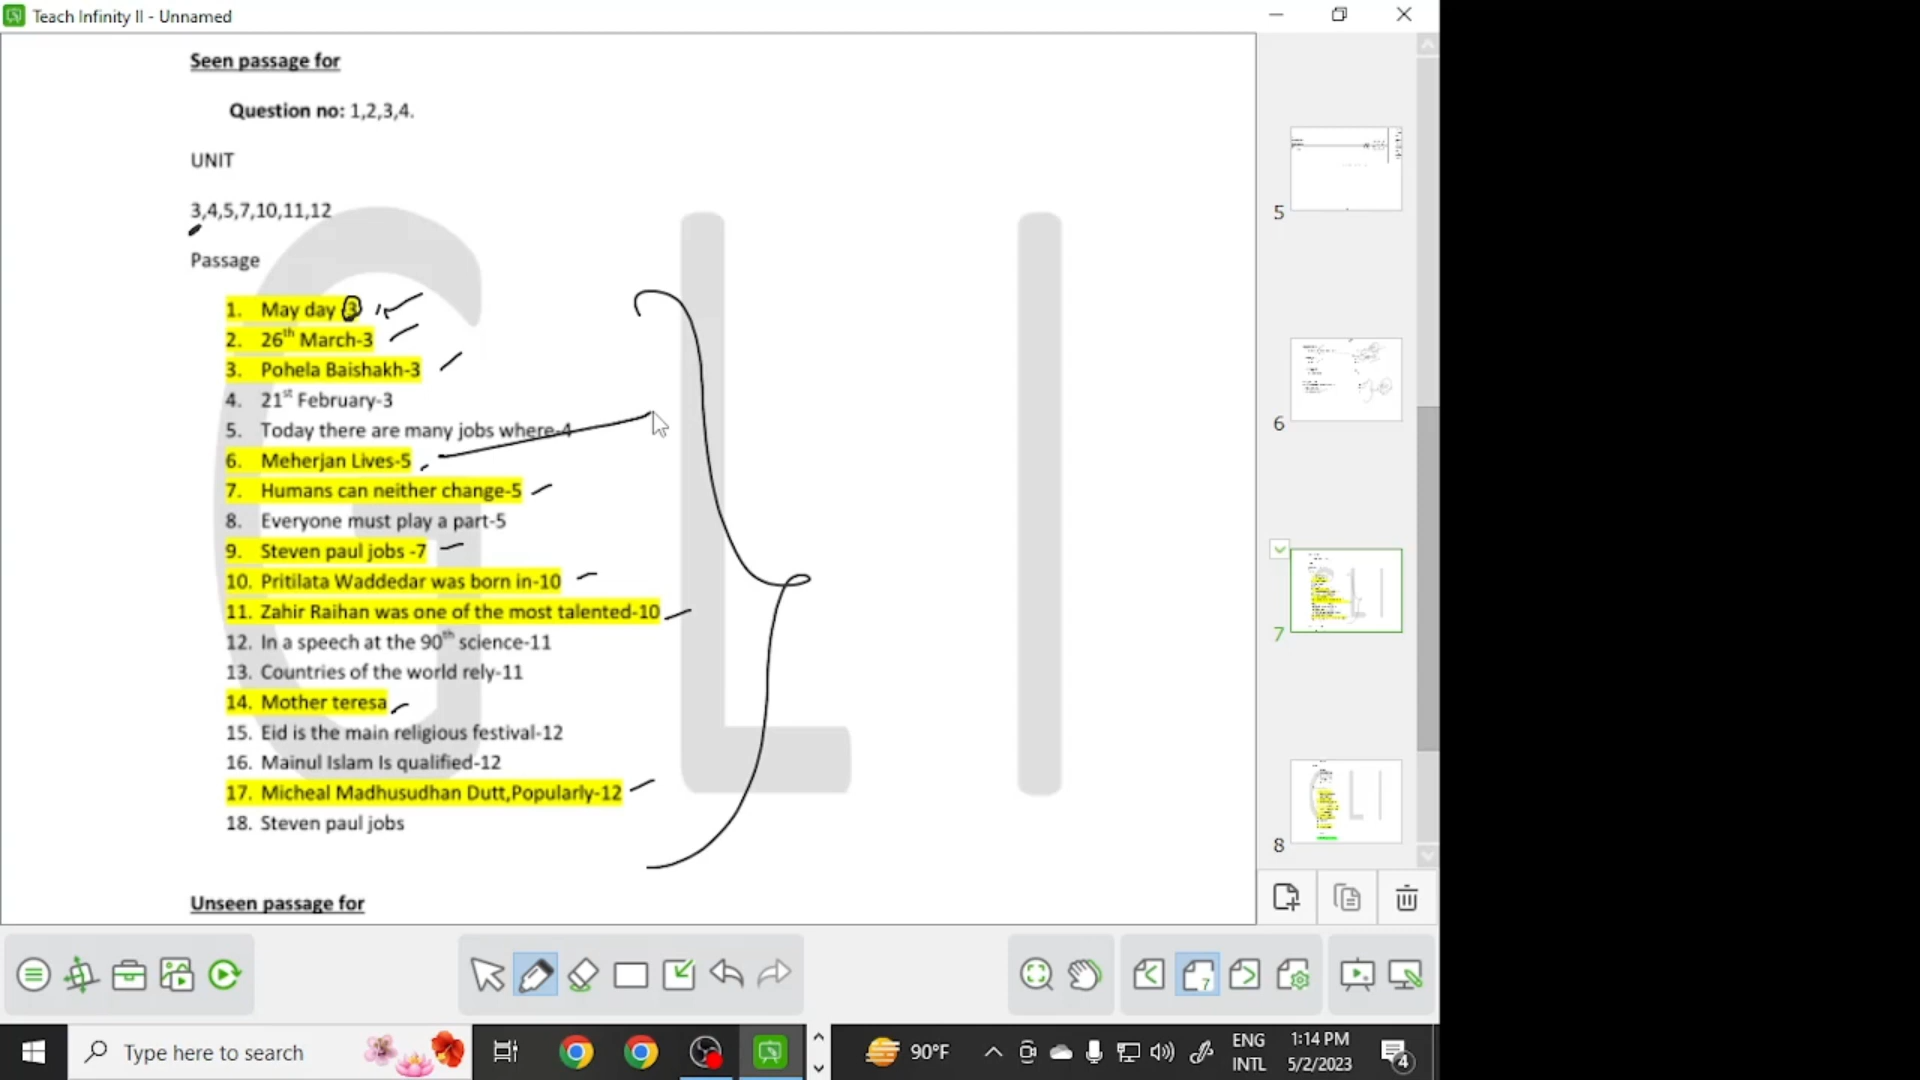 Teach Infinity II - Unnamed
Seen passage for
Question no: 1,2,3,4.
UNIT
3,4,5,7,10,11,12
Passage
1. May day 3
2. 26th March-3
3. Pohela Baishakh-3
4. 21st February-3
5. Today there are many jobs where-4
6. Meherjan Lives-5
7. Humans can neither change-5
8. Everyone must play a part-5
9. Steven paul jobs -7
10. Pritilata Waddedar was born in-10
11. Zahir Raihan was one of the most talented-10
12. In a speech at the 90th science-11
13. Countries of the world rely-11
14. Mother teresa
15. Eid is the main religious festival-12
16. Mainul Islam Is qualified-12
17. Micheal Madhusudhan Dutt,Popularly-12
18. Steven paul jobs
Unseen passage for
GLI
5
6
7
8
7
Type here to search
90°F
ENG
INTL
1:14 PM
5/2/2023
4